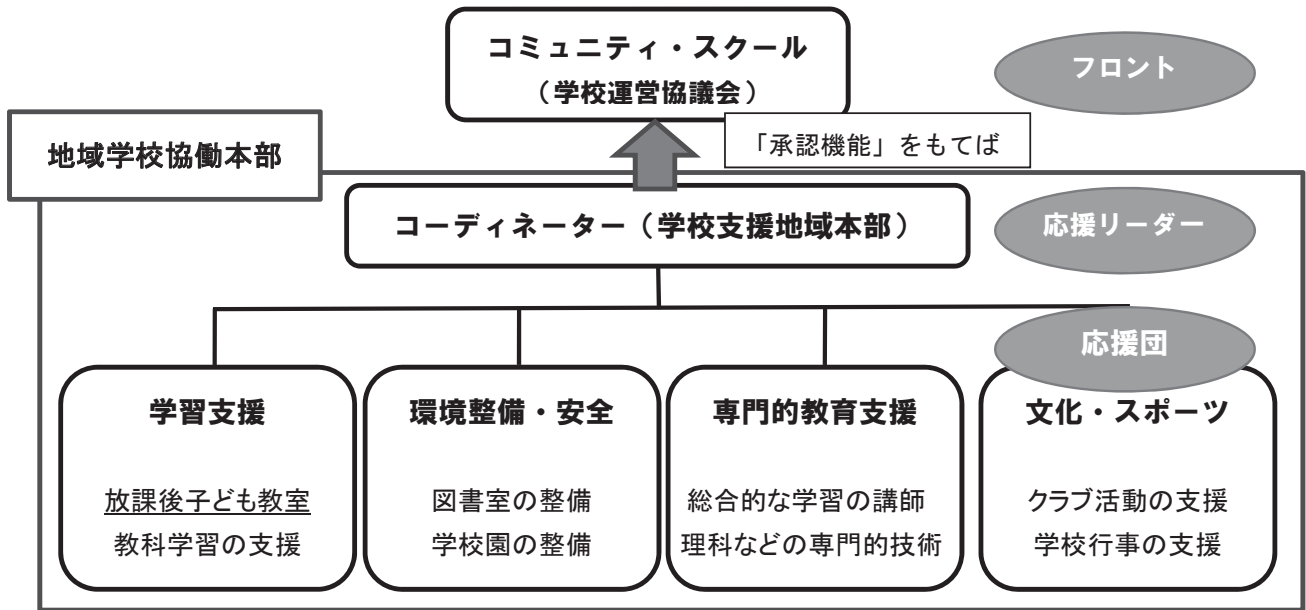 コミュニティ・スクール
（学校運営協議会）
フロント
「承認機能」をもてば
地域学校協働本部
コーディネーター（学校支援地域本部）
応援リーダー
応援団
学習支援
放課後子ども教室
教科学習の支援
環境整備・安全
図書室の整備
学校園の整備
専門的教育支援
総合的な学習の講師
理科などの専門的技術
文化・スポーツ
クラブ活動の支援
学校行事の支援